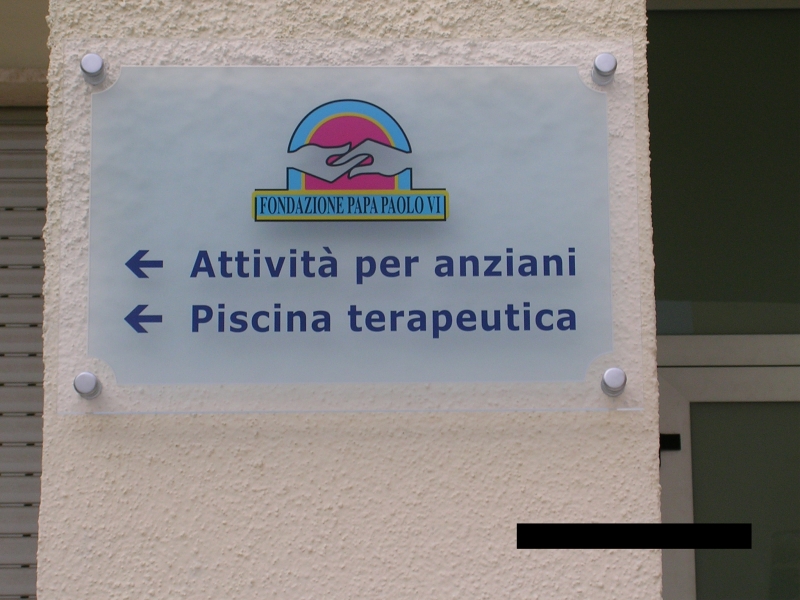 FONDAZIONE PAPA PAOLO VI
← Attività per anziani
← Piscina terapeutica